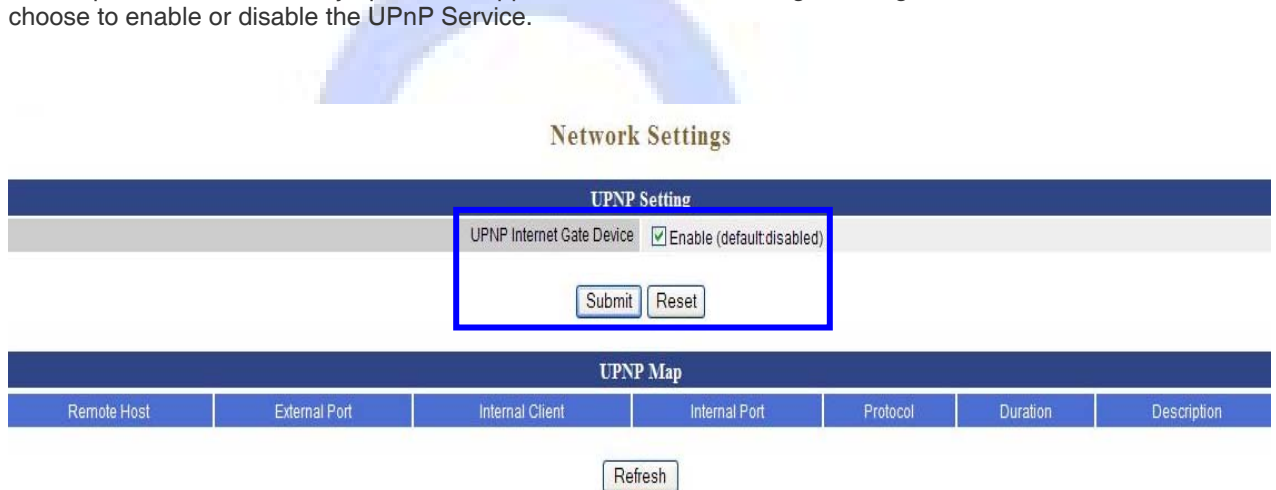 choose to enable or disable the UPnP Service.
Network Settings
UPNP Setting
UPNP Internet Gate Device Enable (default:disabled)
Submit Reset
UPNP Map
Remote Host External Port Internal Client Internal Port Protocol Duration Description
Refresh